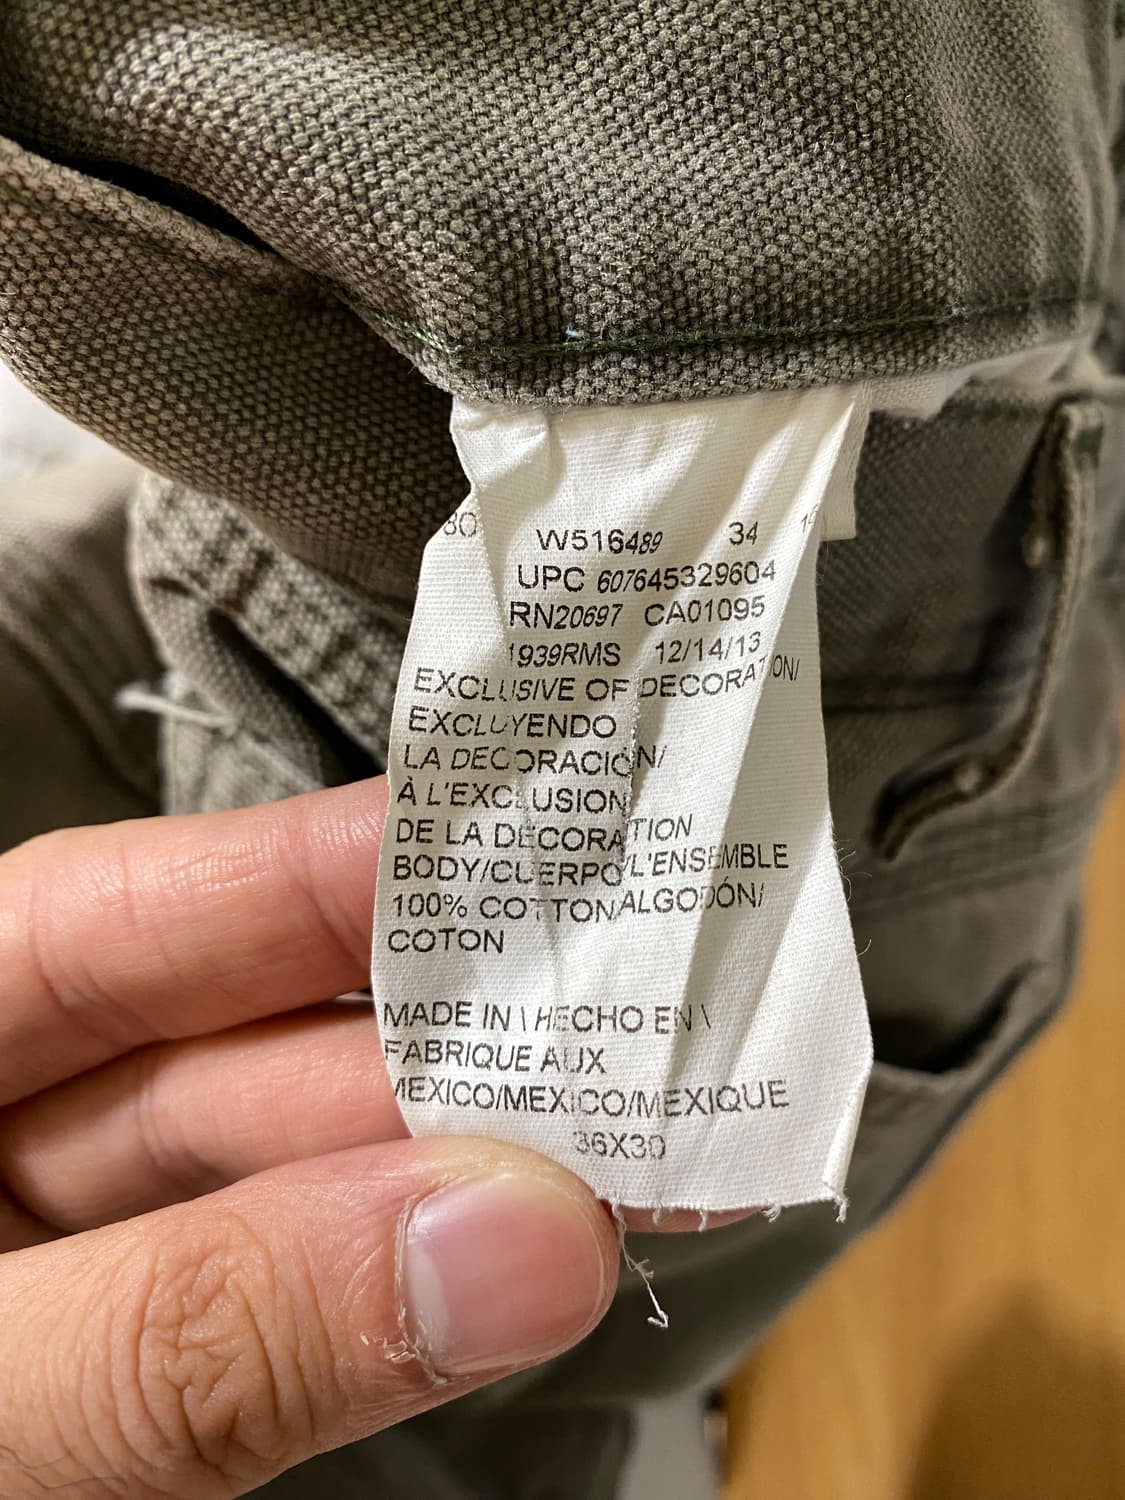 80 W516489 34
UPC 607645329604
RN20697 CA01095
1939RMS 12/14/13
EXCLUSIVE OF DECORATION/
EXCLUYENDO
LA DECORACIÓN/
À L'EXCLUSION
DE LA DÉCORATION
BODY/CUERPO/L'ENSEMBLE
100% COTTON/ALGODÓN/
COTON
MADE IN \ HECHO EN \
FABRIQUE AUX
MEXICO/MEXICO/MEXIQUE
36X30